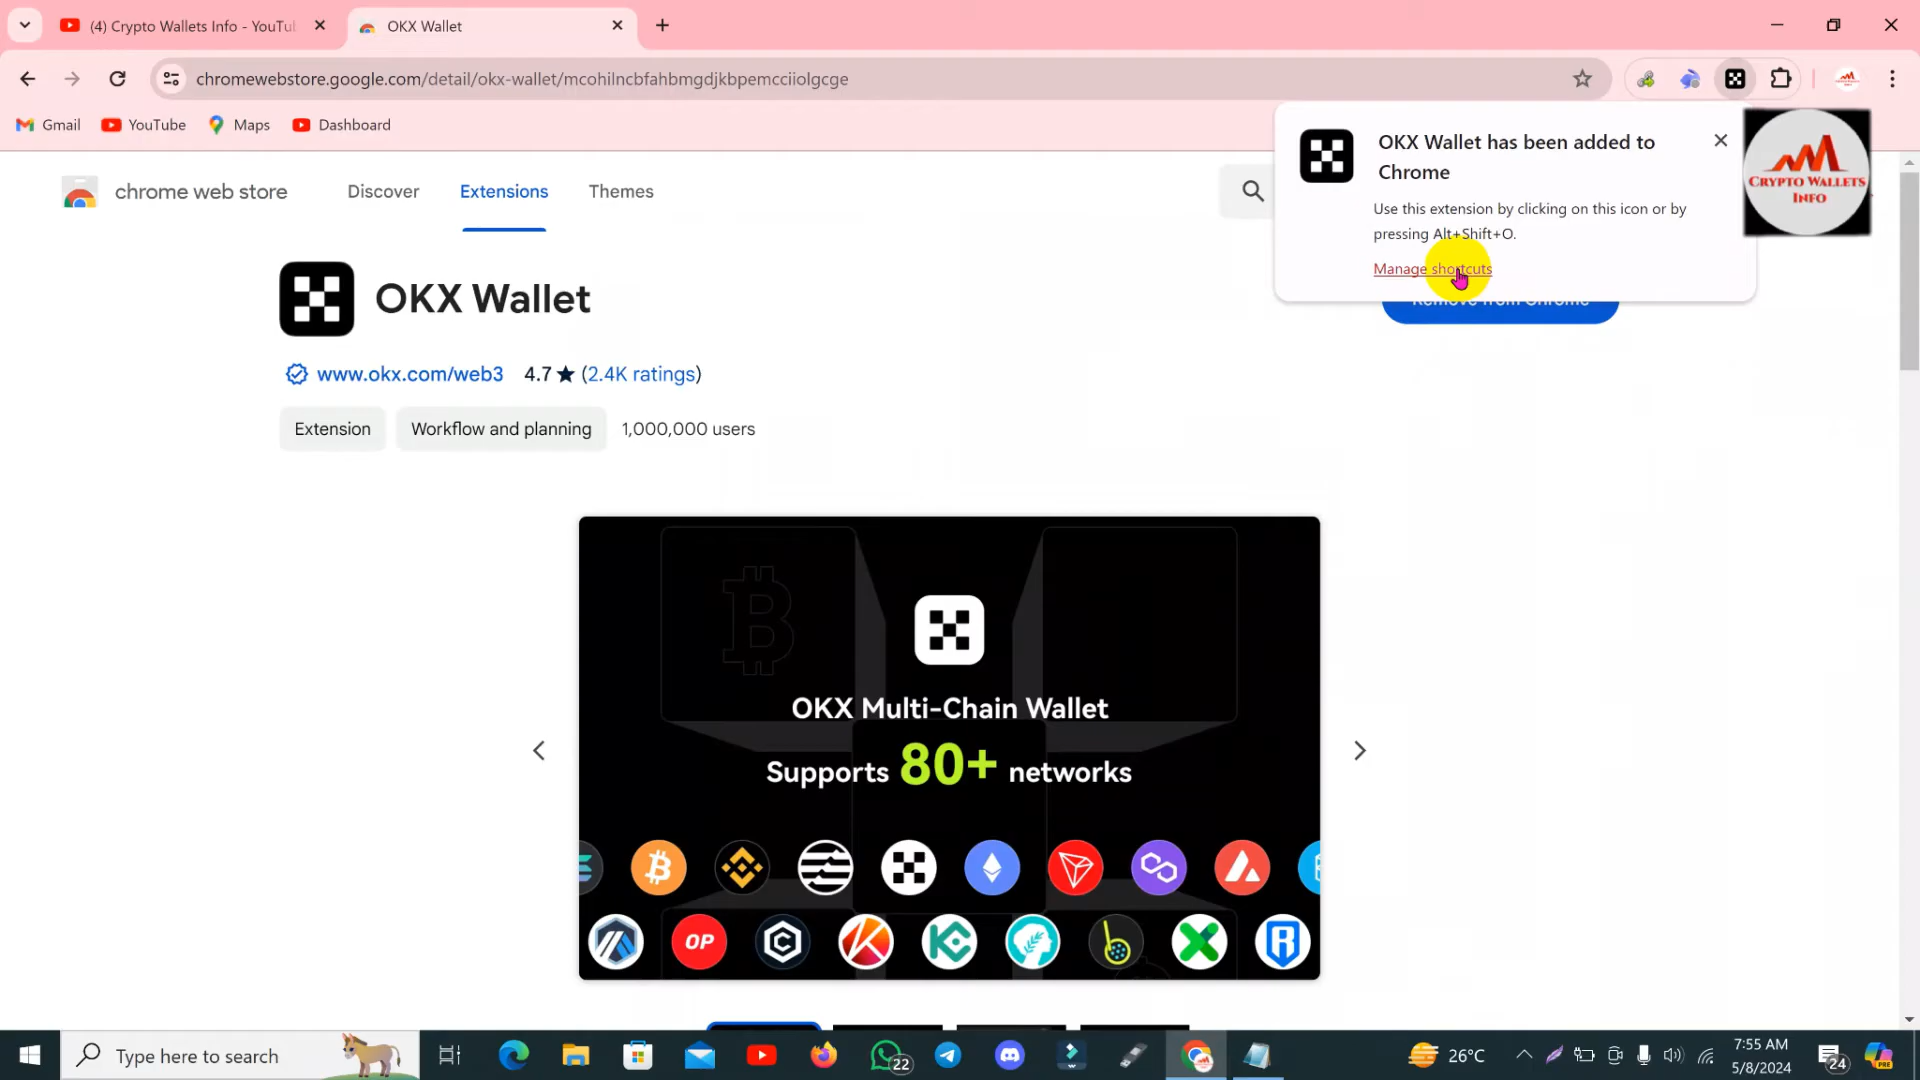 (4) Crypto Wallets Info - YouTu
OKX Wallet
chromewebstore.google.com/detail/okx-wallet/mcohilncbfahbmgdjkbpemcciiolgcge
Gmail
YouTube
Maps
Dashboard
OKX Wallet has been added to
Chrome
Use this extension by clicking on this icon or by
pressing Alt+Shift+O.
Manage shortcuts
CRYPTO WALLETS
INFO
chrome web store
Discover
Extensions
Themes
Remove from Chrome
OKX Wallet
www.okx.com/web3
4.7 ★ (2.4K ratings)
Extension
Workflow and planning
1,000,000 users
OKX Multi-Chain Wallet
Supports 80+ networks
OP
Type here to search
22
26°C
7:55 AM
5/8/2024
24
PRE